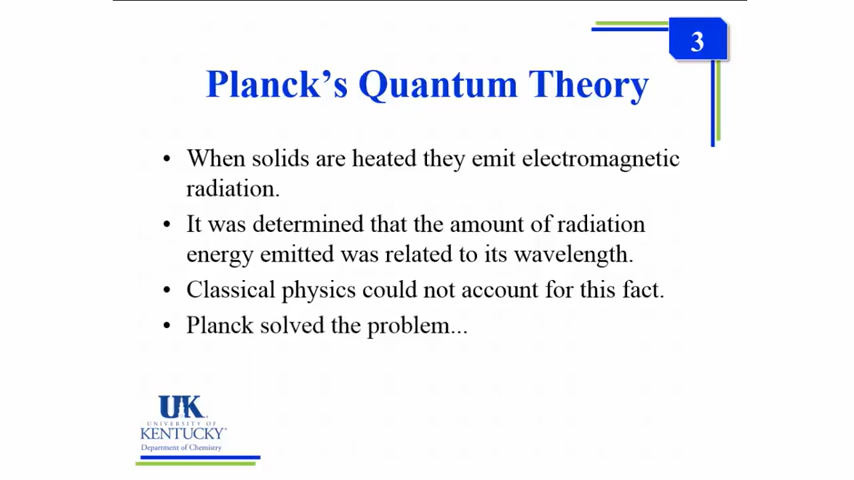 3
Planck's Quantum Theory
• When solids are heated they emit electromagnetic
radiation.
• It was determined that the amount of radiation
energy emitted was related to its wavelength.
• Classical physics could not account for this fact.
• Planck solved the problem...
UK
UNIVERSITY OF
KENTUCKY
Department of Chemistry